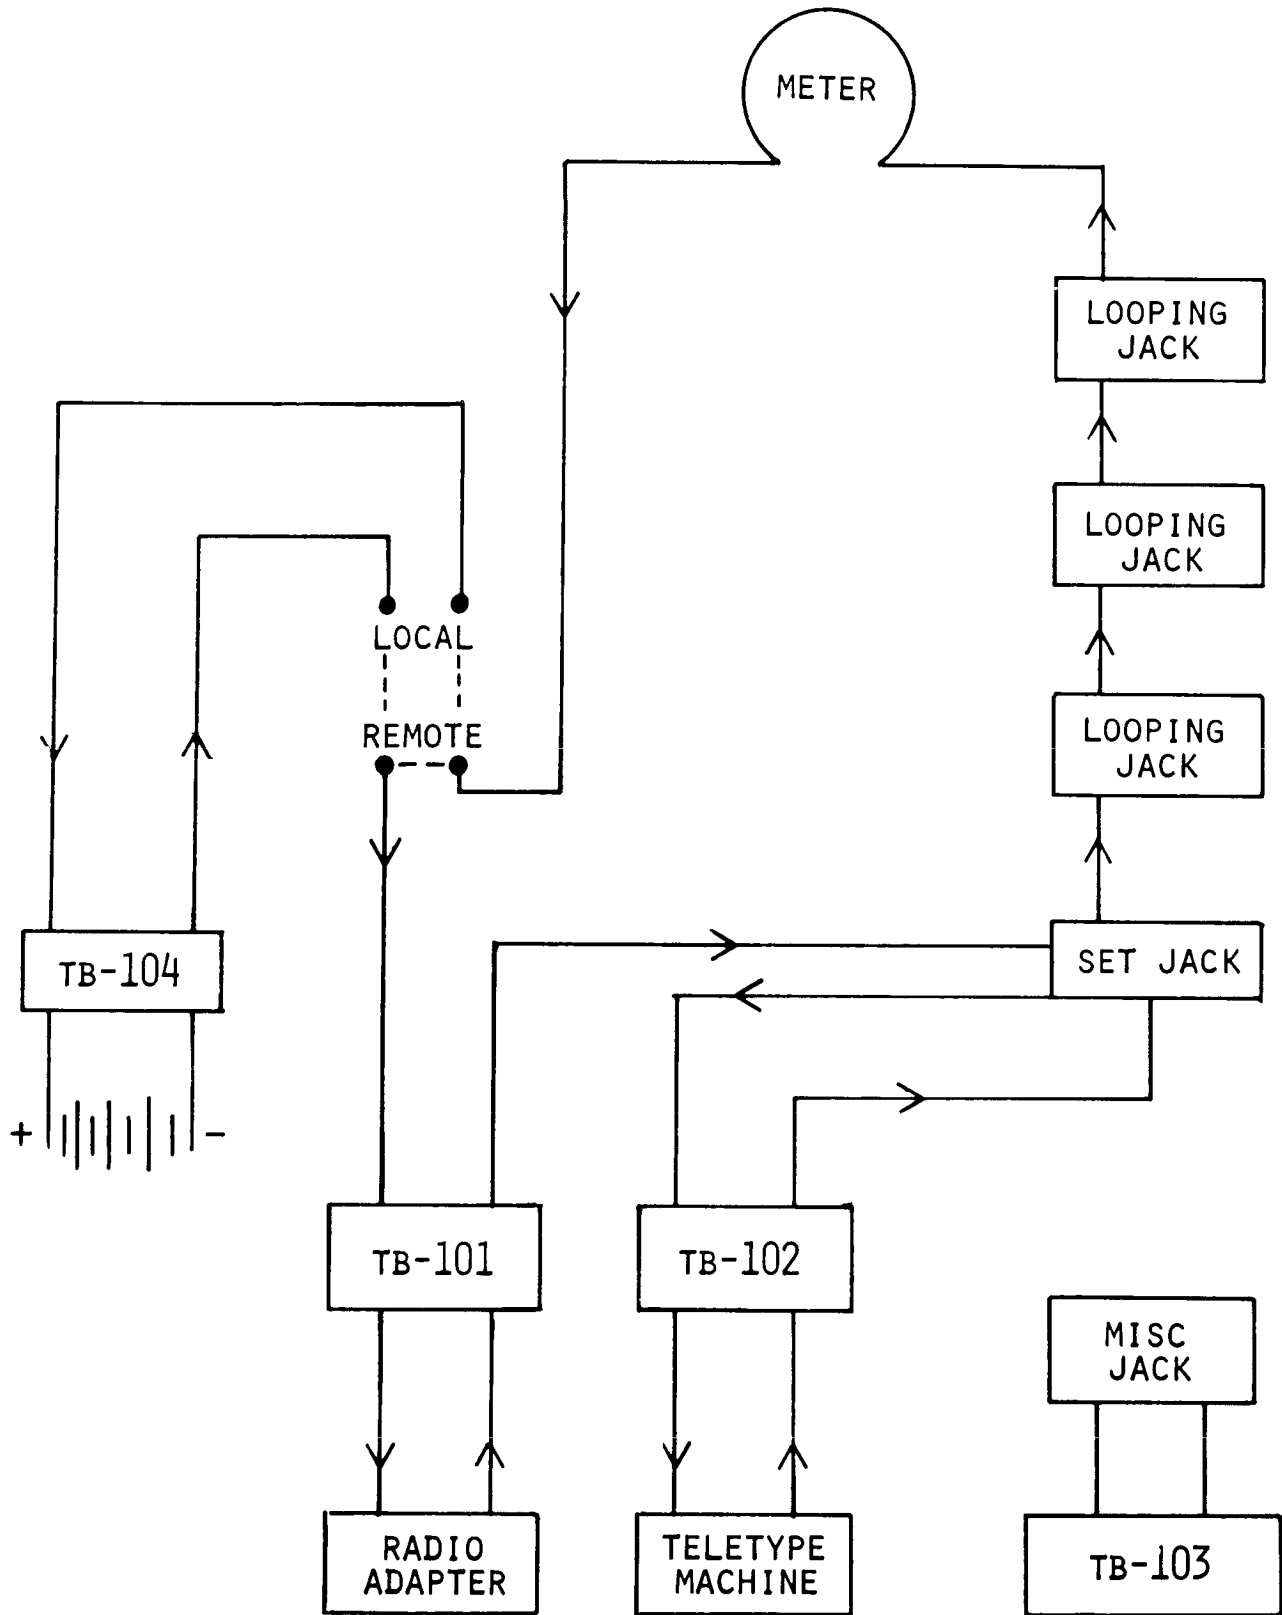 METER
LOOPING
JACK
LOOPING
JACK
LOCAL
REMOTE
LOOPING
JACK
TB-104
SET JACK
+ -
TB-101
TB-102
MISC
JACK
RADIO
ADAPTER
TELETYPE
MACHINE
TB-103